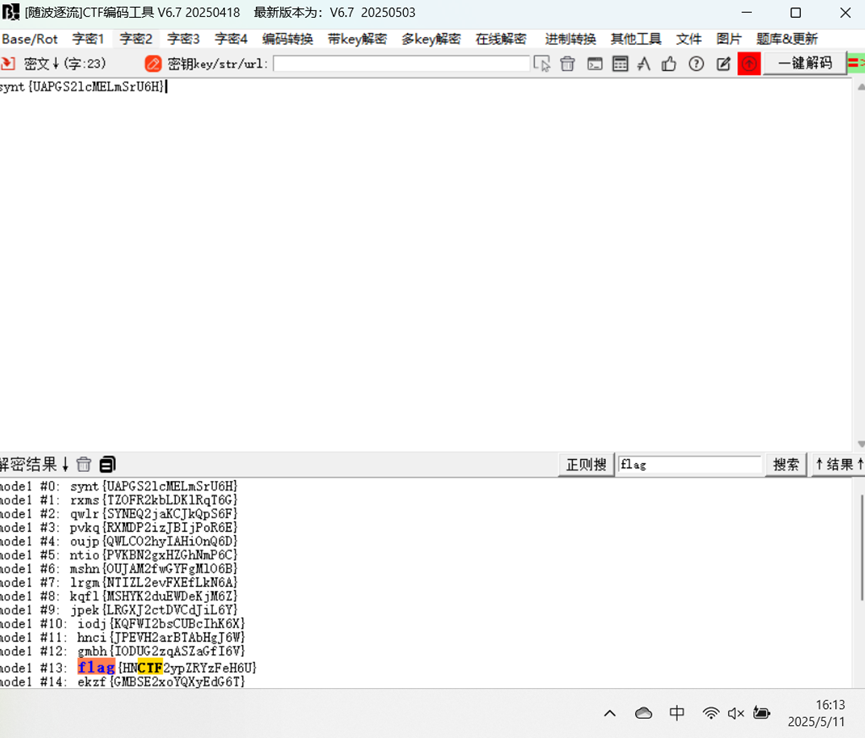 [随波逐流]CTF编码工具 V6.7 20250418 最新版本为：V6.7 20250503
Base/Rot 字密1 字密2 字密3 字密4 编码转换 带key解密 多key解密 在线解密 进制转换 其他工具 文件 图片 题库&更新
密文↓(字:23) 密钥key/str/url: 一键解码
synt{UAPGS2lcMELmSrU6H}
解密结果↓ 正则搜 flag 搜索 ↑结果↑
mode1 #0: synt{UAPGS2lcMELmSrU6H}
mode1 #1: rxms{TZOFR2kbLDKlRqT6G}
mode1 #2: qwlr{SYNEQ2jaKCJkQpS6F}
mode1 #3: pvkq{RXMDP2izJBIjPoR6E}
mode1 #4: oujp{QWLCO2hyIAHiOnQ6D}
mode1 #5: ntio{PVKBN2gxHZGhNmP6C}
mode1 #6: mshn{OUJAM2fwGYFgMlO6B}
mode1 #7: lrgm{NTIZL2evFXEfLkN6A}
mode1 #8: kqfl{MSHYK2duEWDeKjM6Z}
mode1 #9: jpek{LRGXJ2ctDVCdJiL6Y}
mode1 #10: iodj{KQFWI2bsCUBcIhK6X}
mode1 #11: hnci{JPEVH2arBTAbHgJ6W}
mode1 #12: gmbh{IODUG2zqASZaGfI6V}
mode1 #13: flag{HNCTF2ypZRYzFeH6U}
mode1 #14: ekzf{GMBSE2xoYQXyEdG6T}
中
16:13
2025/5/11